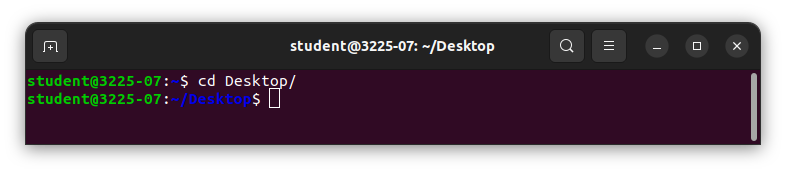 student@3225-07: ~/Desktop
student@3225-07:~$ cd Desktop/
student@3225-07:~/Desktop$